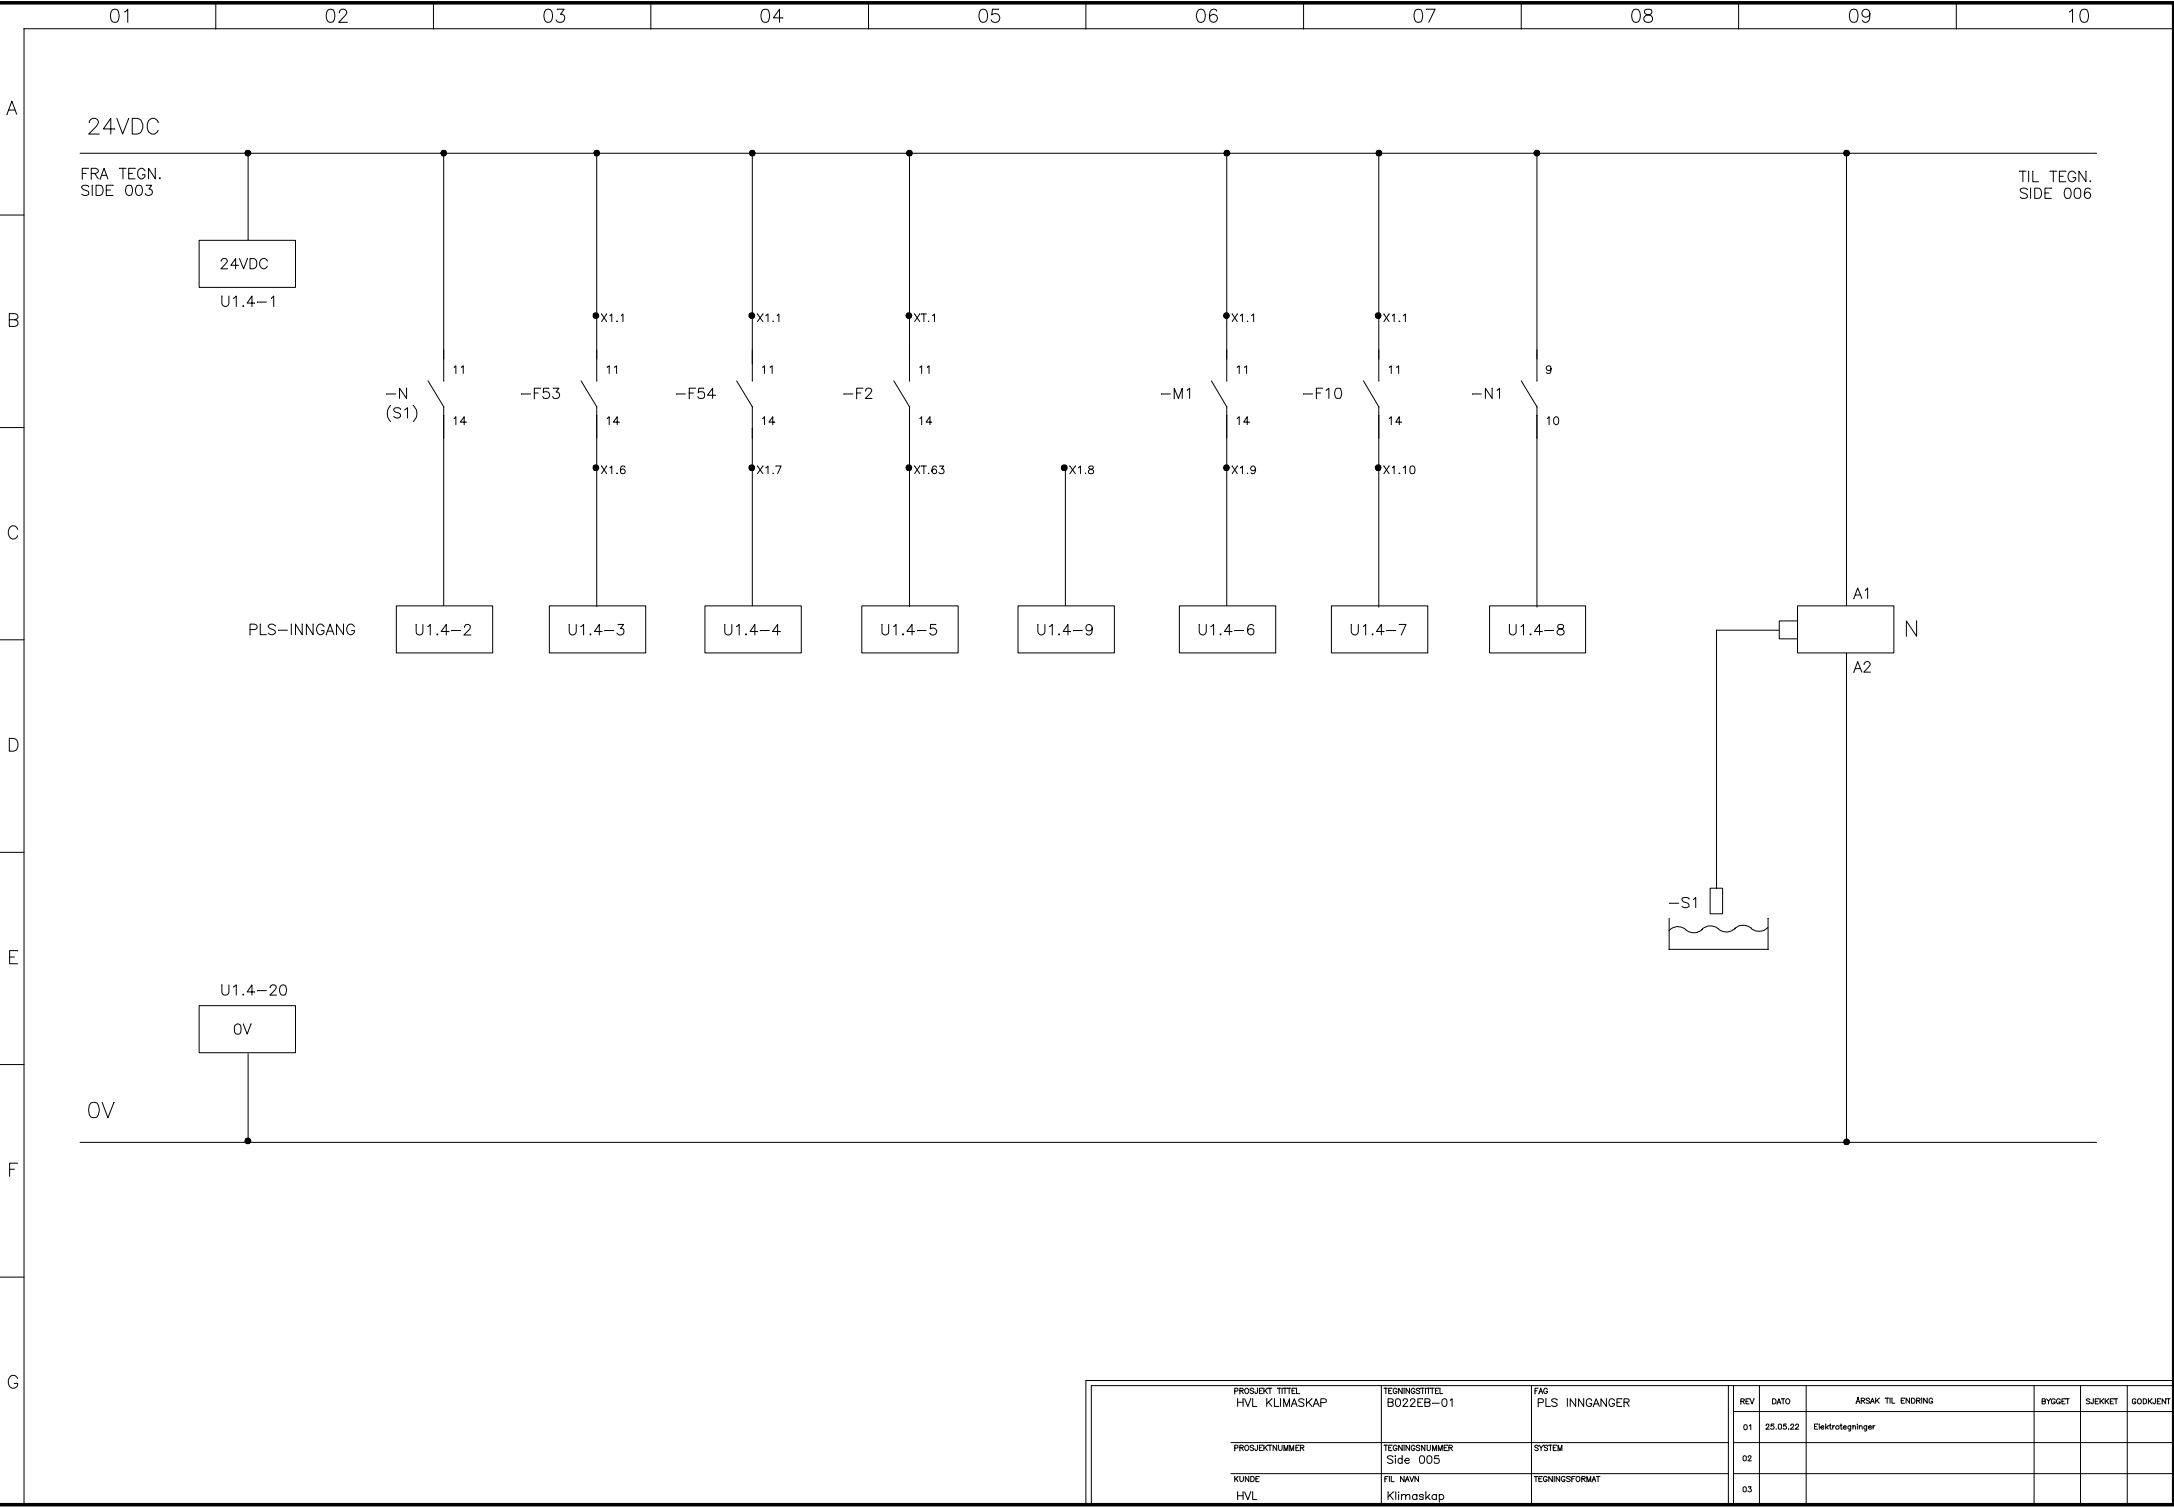 01 02 03 04 05 06 07 08 09 10
A
24VDC
FRA TEGN.
SIDE 003
TIL TEGN.
SIDE 006
24VDC
U1.4-1
B
X1.1 X1.1 XT.1 X1.1 X1.1
11 11 11 11 11 11 9
-N
(S1)
-F53 -F54 -F2 -M1 -F10 -N1
14 14 14 14 14 14 10
X1.6 X1.7 XT.63 X1.8 X1.9 X1.10
C
A1
PLS-INNGANG U1.4-2 U1.4-3 U1.4-4 U1.4-5 U1.4-9 U1.4-6 U1.4-7 U1.4-8 N
A2
D
-S1
E
U1.4-20
0V
0V
F
G
PROSJEKT TITTEL
HVL KLIMASKAP
TEGNINGSTITTEL
B022EB-01
FAG
PLS INNGANGER
PROSJEKTNUMMER
TEGNINGSNUMMER
Side 005
SYSTEM
KUNDE
HVL
FIL NAVN
Klimaskap
TEGNINGSFORMAT
REV DATO ÅRSAK TIL ENDRING BYGGET SJEKKET GODKJENT
01 25.05.22 Elektrotegninger
02
03